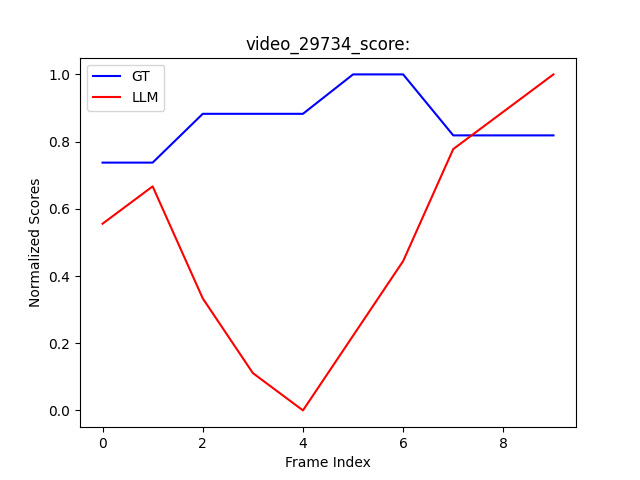 video_29734_score:
GT
LLM
Normalized Scores
1.0
0.8
0.6
0.4
0.2
0.0
0 2 4 6 8
Frame Index